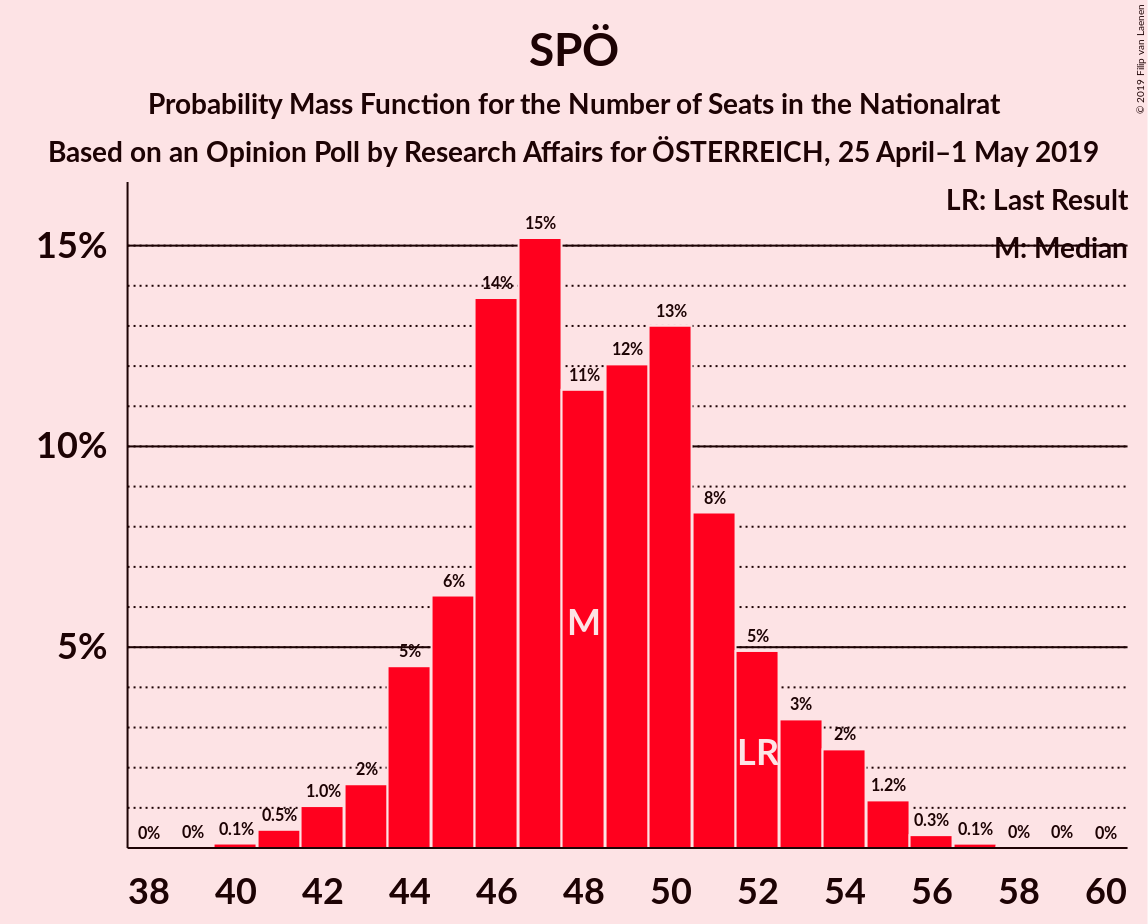 SPÖ
Probability Mass Function for the Number of Seats in the Nationalrat
Based on an Opinion Poll by Research Affairs for ÖSTERREICH, 25 April–1 May 2019
© 2019 Filip van Laenen
LR: Last Result
M: Median
15%
10%
5%
0%
0%
0.1%
0.5%
1.0%
2%
5%
6%
14%
15%
11%
12%
13%
8%
5%
3%
2%
1.2%
0.3%
0.1%
0%
0%
0%
M
LR
38 40 42 44 46 48 50 52 54 56 58 60